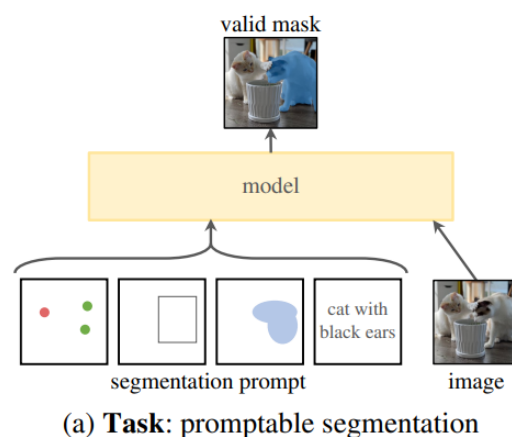 valid mask
model
cat with
black ears
segmentation prompt
image
(a) Task: promptable segmentation